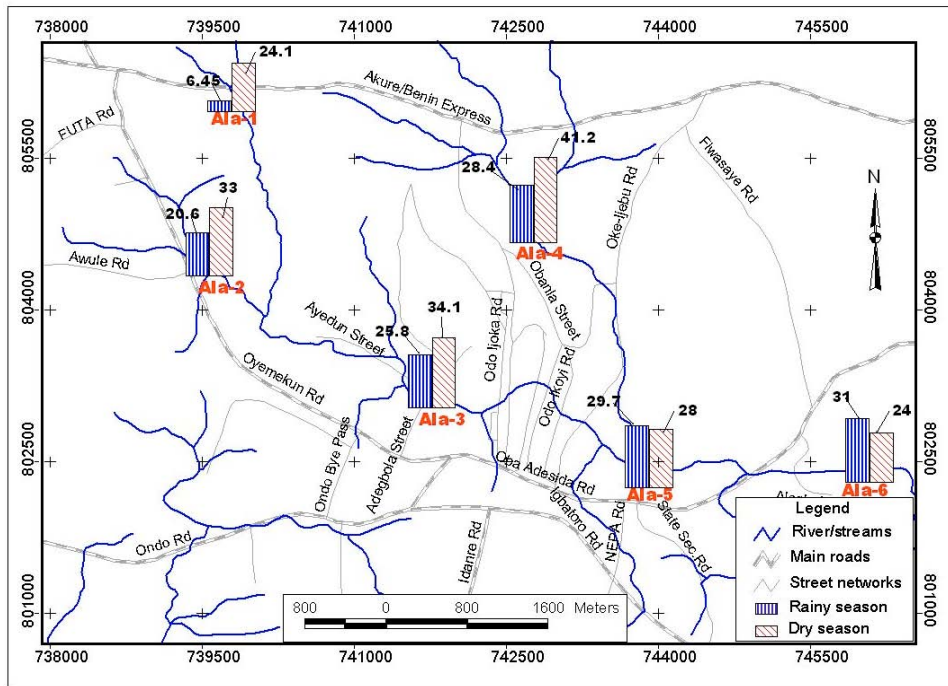 738000 739500 741000 742500 744000 745500
24.1
6.45
Ala-1
Akure/Benin Express
FUTA Rd
805500
805500
41.2
28.4
Ala-4
Oke-Ijebu Rd
Fiwasaye Rd
N
33
20.6
Ala-2
Awule Rd
Obanla Street
804000
804000
34.1
25.8
Ala-3
Ayedun Street
Odo Ijoka Rd
Odo Ikoyi Rd
Oyemekun Rd
29.7
28
Ala-5
31
24
Ala-6
802500
802500
Ondo Bye Pass
Adegbola Street
Oba Adesida Rd
Igbatoro Rd
NEPA Rd
State Sec Rd
Ondo Rd
Idanre Rd
Legend
River/streams
Main roads
Street networks
Rainy season
Dry season
801000
801000
800 0 800 1600 Meters
738000 739500 741000 742500 744000 745500